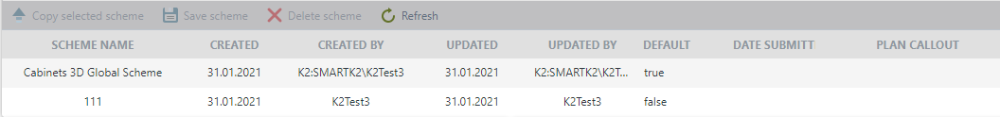 Copy selected scheme Save scheme Delete scheme Refresh
SCHEME NAME CREATED CREATED BY UPDATED UPDATED BY DEFAULT DATE SUBMITT PLAN CALLOUT
Cabinets 3D Global Scheme 31.01.2021 K2:SMARTK2\K2Test3 31.01.2021 K2:SMARTK2\K2T... true
111 31.01.2021 K2Test3 31.01.2021 K2Test3 false